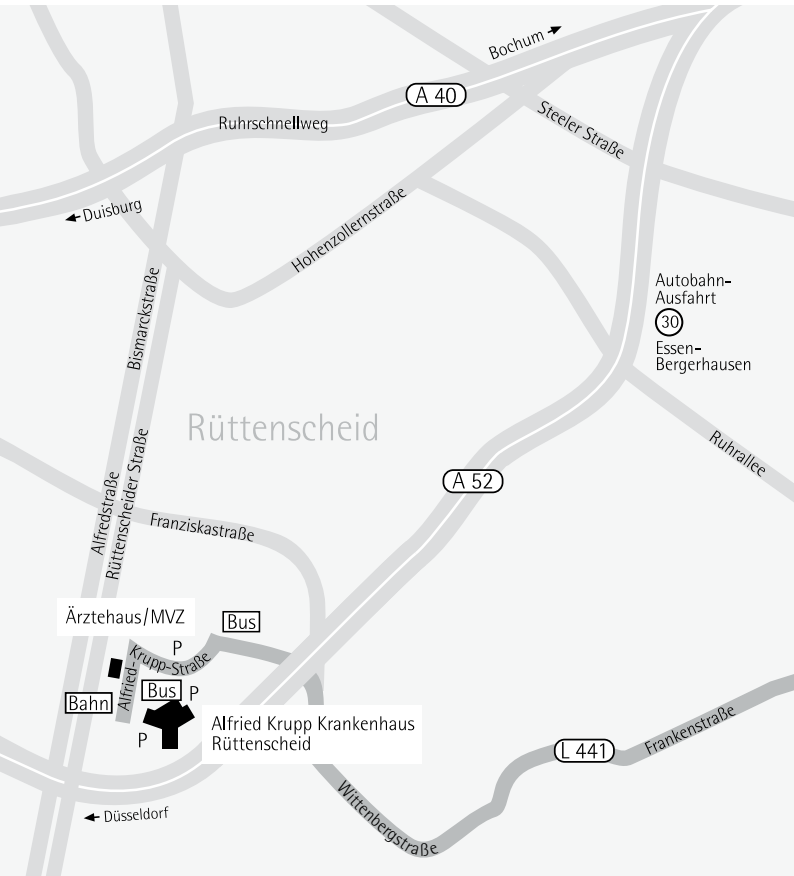 Bochum
A 40
Ruhrschnellweg
Steeler Straße
Duisburg
Hohenzollernstraße
Autobahn-
Ausfahrt
30
Essen-
Bergerhausen
Bismarckstraße
Rüttenscheid
Ruhrallee
A 52
Alfredstraße
Rüttenscheider Straße
Franziskastraße
Ärztehaus/MVZ
Bus
P
Alfried-
Krupp-Straße
Bahn
Bus
P
P
Alfried Krupp Krankenhaus
Rüttenscheid
Frankenstraße
L 441
Wittenbergstraße
Düsseldorf